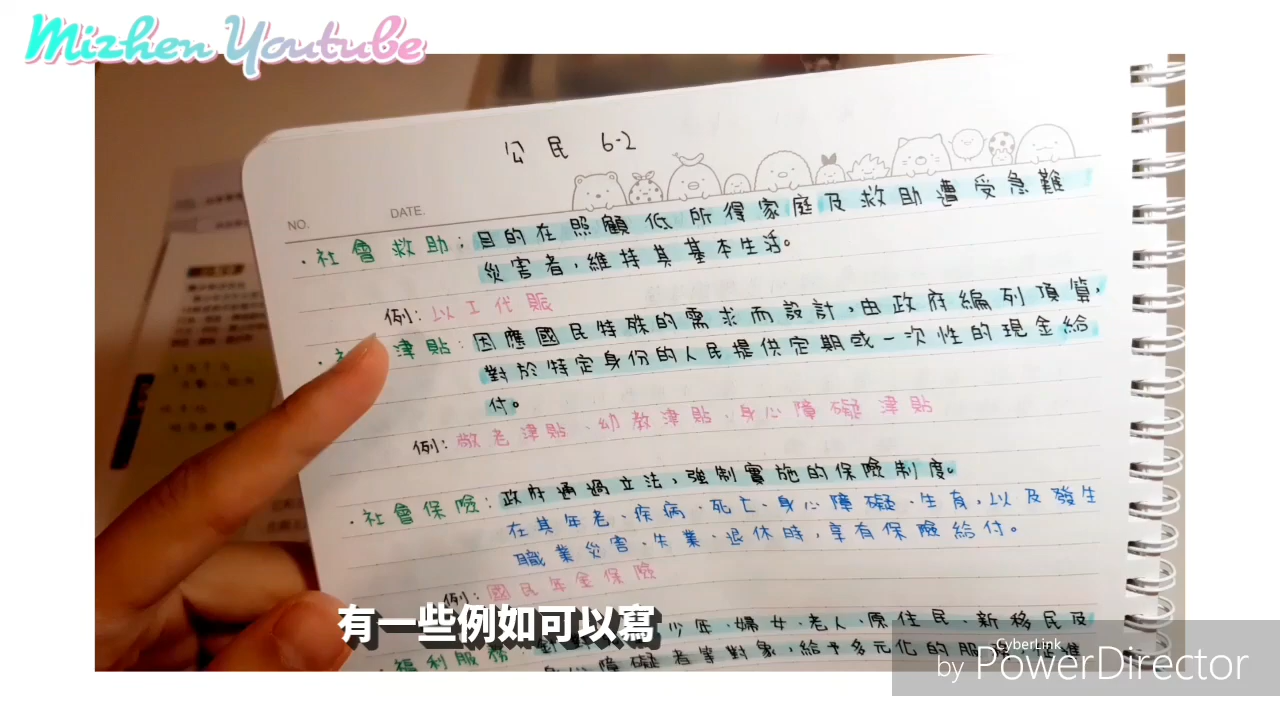 Mizhen Youtube
公民 6-2
NO.
DATE.
・社會救助：目的在照顧低所得家庭及救助遭受急難
災害者，維持其基本生活。
例：以工代賑
・社 津貼：因應國民特殊的需求而設計，由政府編列預算，
對於特定身份的人民提供定期或一次性的現金給
付。
例：敬老津貼、幼教津貼、身心障礙津貼
・社會保險：政府通過立法，強制實施的保險制度。
在其年老、疾病、死亡、身心障礙、生育，以及發生
職業災害、失業、退休時，享有保險給付。
例：國民年金保險
有一些例如可以寫
少年、婦女、老人、原住民、新移民及
・福利服務
身心障礙者等對象，給予多元化的服
CyberLink
by PowerDirector